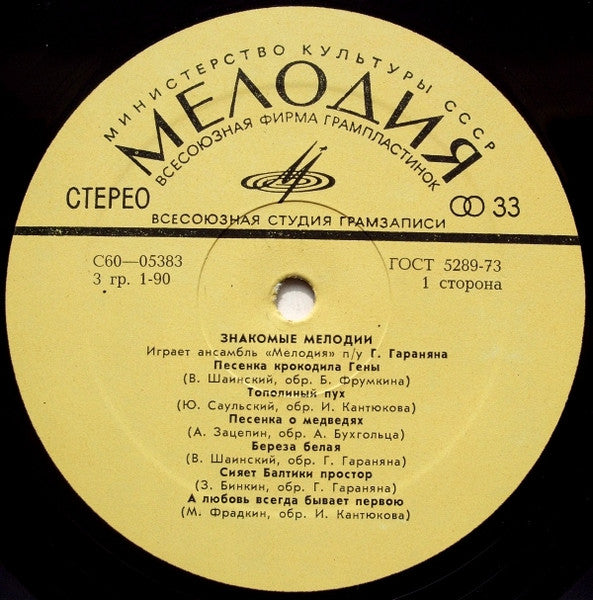 МИНИСТЕРСТВО КУЛЬТУРЫ СССР
МЕЛОДИЯ
ВСЕСОЮЗНАЯ ФИРМА ГРАМПЛАСТИНОК
СТЕРЕО
33
ВСЕСОЮЗНАЯ СТУДИЯ ГРАМЗАПИСИ
С60—05383
ГОСТ 5289-73
3 гр. 1-90
1 сторона
ЗНАКОМЫЕ МЕЛОДИИ
Играет ансамбль «Мелодия» п/у Г. Гараняна
Песенка крокодила Гены
(В. Шаинский, обр. Б. Фрумкина)
Тополиный пух
(Ю. Саульский, обр. И. Кантюкова)
Песенка о медведях
(А. Зацепин, обр. А. Бухгольца)
Береза белая
(В. Шаинский, обр. Г. Гараняна)
Сияет Балтики простор
(З. Бинкин, обр. Г. Гараняна)
А любовь всегда бывает первою
(М. Фрадкин, обр. И. Кантюкова)